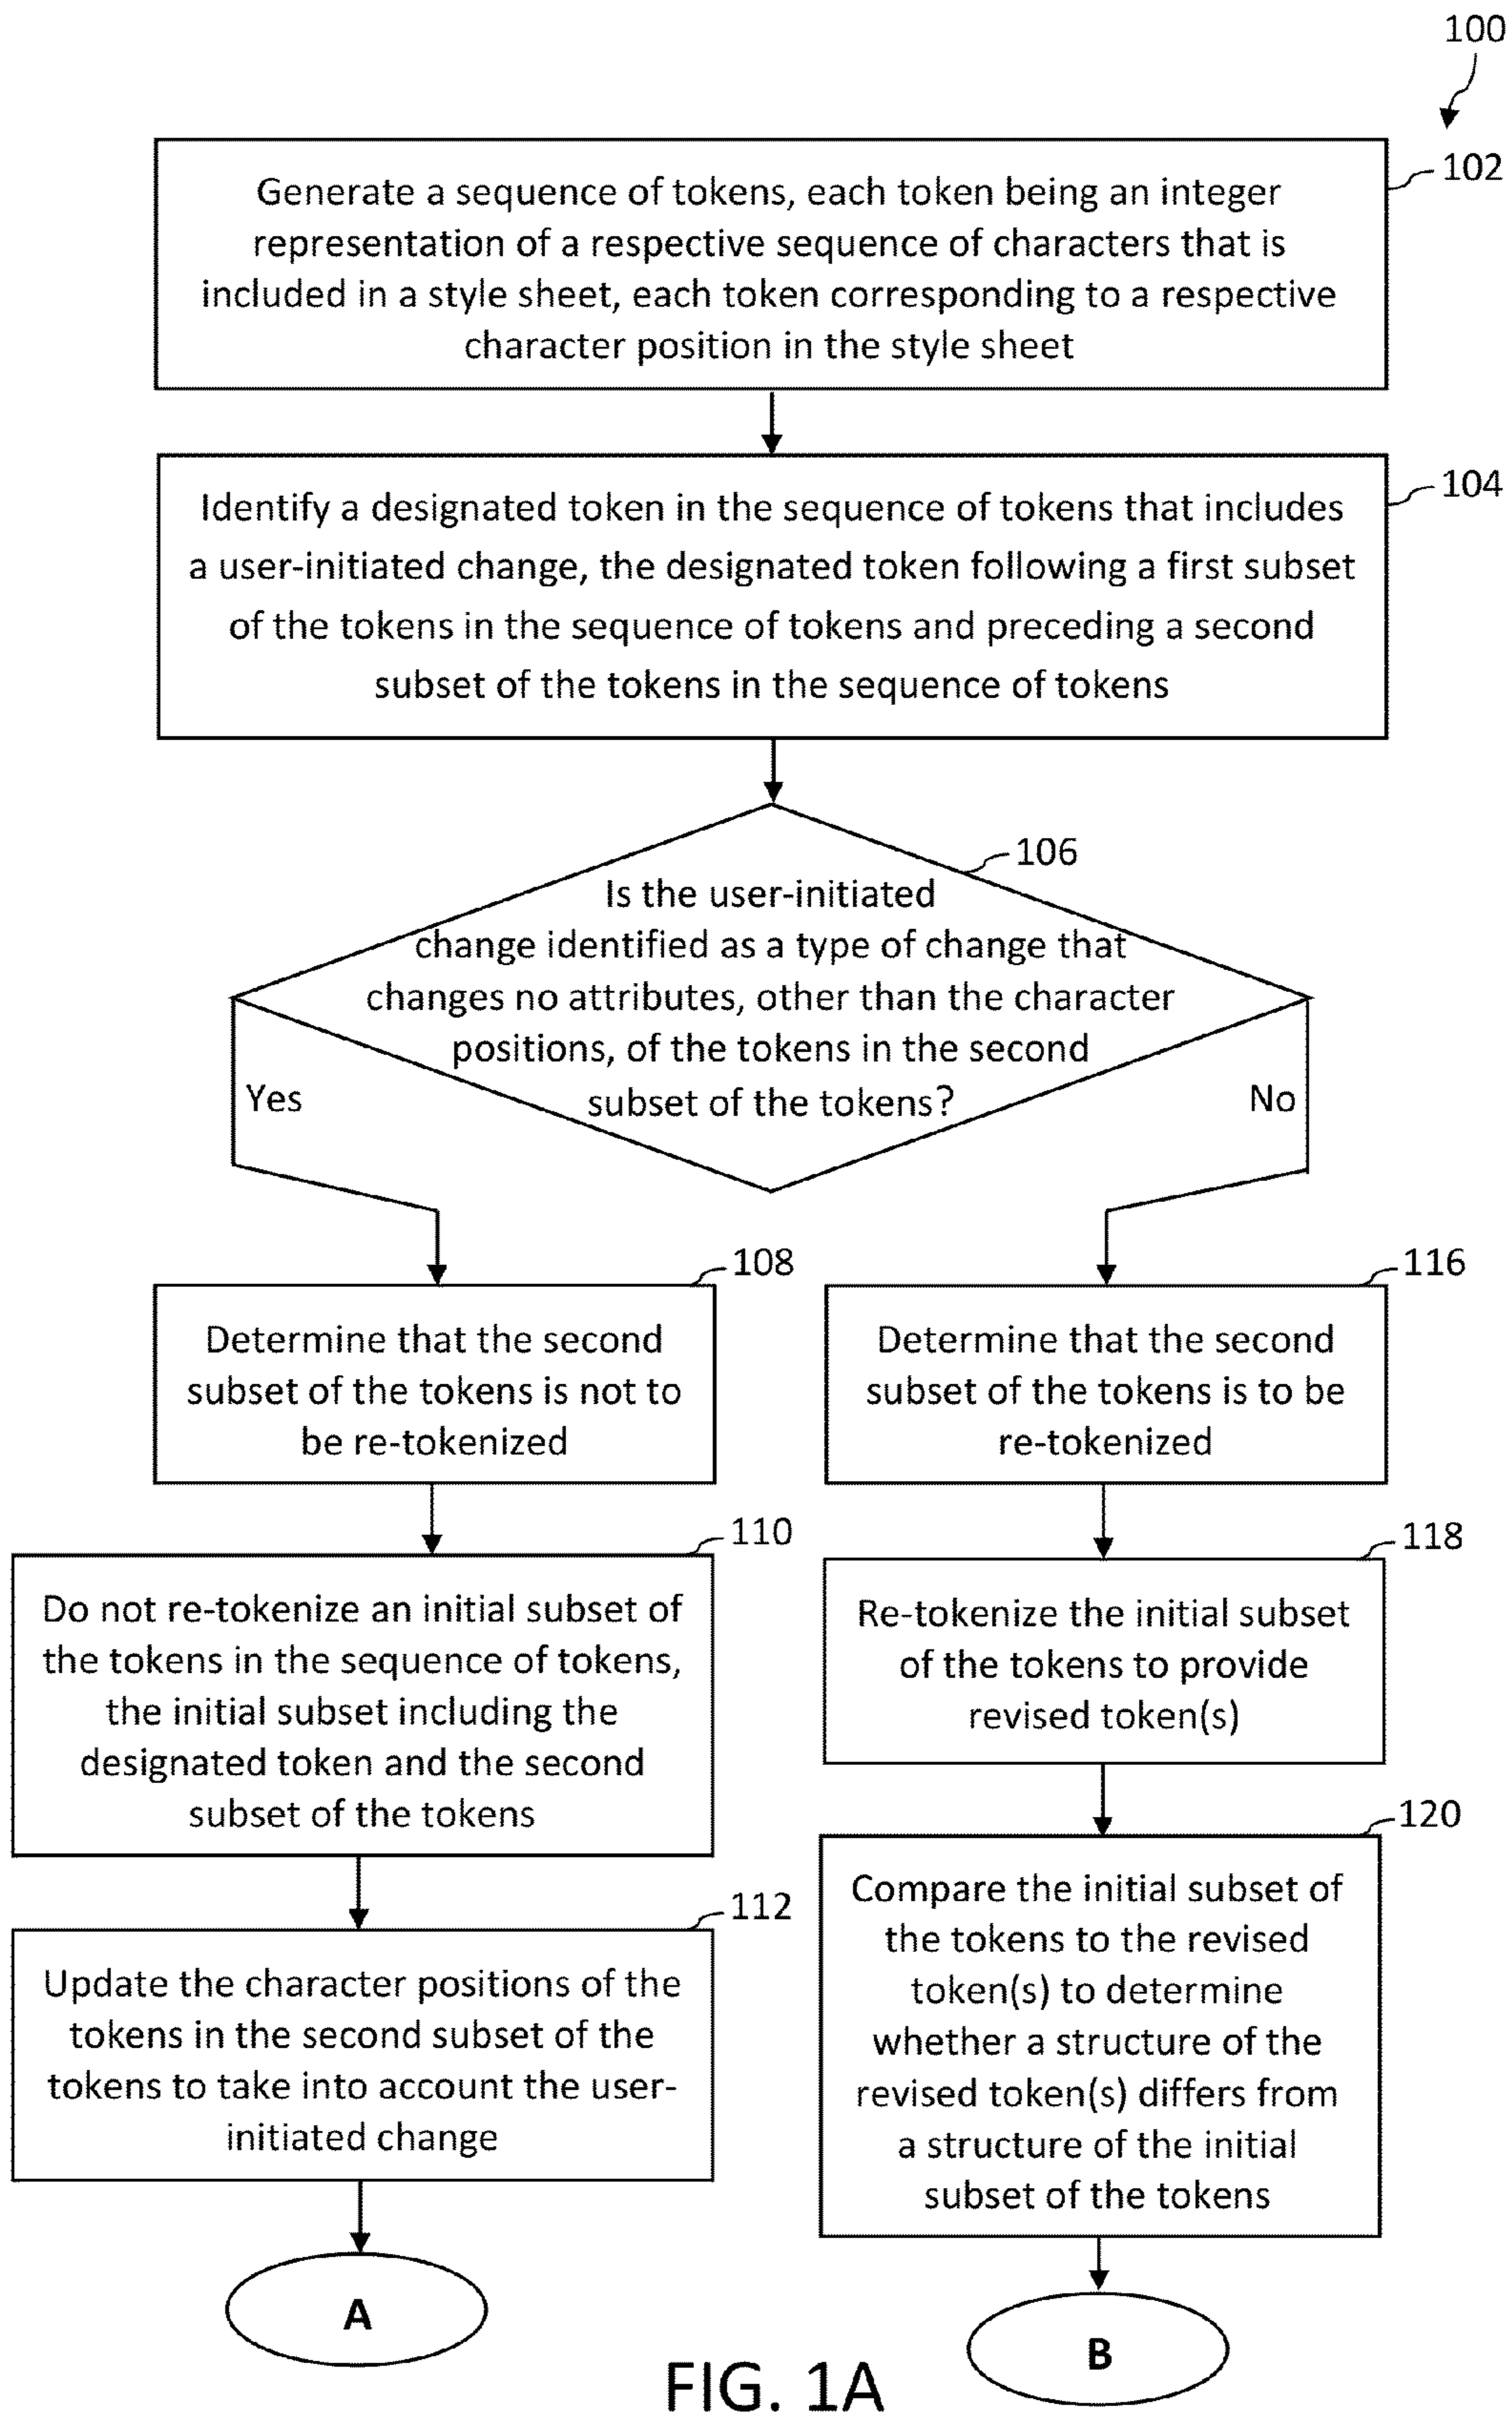 100
102
Generate a sequence of tokens, each token being an integer
representation of a respective sequence of characters that is
included in a style sheet, each token corresponding to a respective
character position in the style sheet
104
Identify a designated token in the sequence of tokens that includes
a user-initiated change, the designated token following a first subset
of the tokens in the sequence of tokens and preceding a second
subset of the tokens in the sequence of tokens
106
Is the user-initiated
change identified as a type of change that
changes no attributes, other than the character
positions, of the tokens in the second
subset of the tokens?
Yes
No
108
Determine that the second
subset of the tokens is not to
be re-tokenized
110
Do not re-tokenize an initial subset of
the tokens in the sequence of tokens,
the initial subset including the
designated token and the second
subset of the tokens
112
Update the character positions of the
tokens in the second subset of the
tokens to take into account the user-
initiated change
A
116
Determine that the second
subset of the tokens is to be
re-tokenized
118
Re-tokenize the initial subset
of the tokens to provide
revised token(s)
120
Compare the initial subset of
the tokens to the revised
token(s) to determine
whether a structure of the
revised token(s) differs from
a structure of the initial
subset of the tokens
B
FIG. 1A